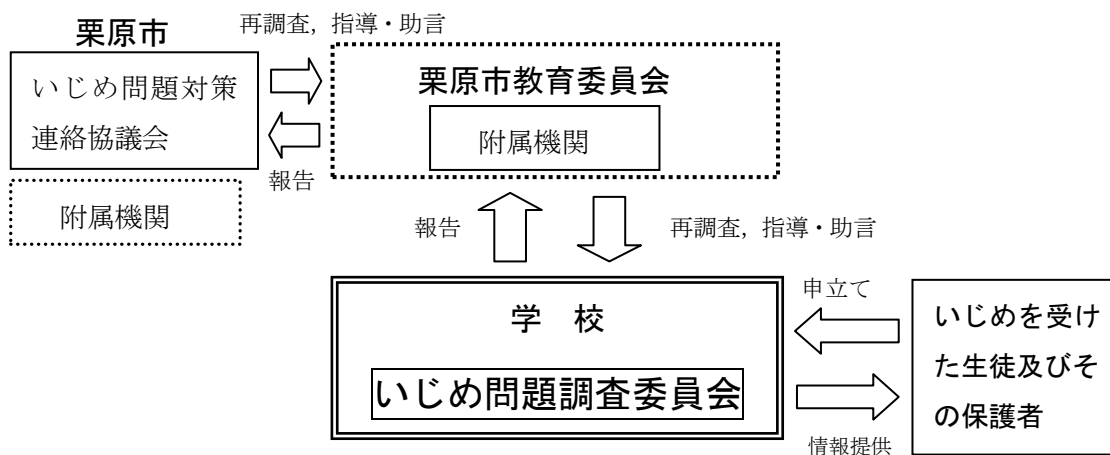 栗原市
再調査，指導・助言
いじめ問題対策
連絡協議会
栗原市教育委員会
附属機関
報告
附属機関
報告
再調査，指導・助言
学　校
いじめ問題調査委員会
申立て
情報提供
いじめを受け
た生徒及びそ
の保護者